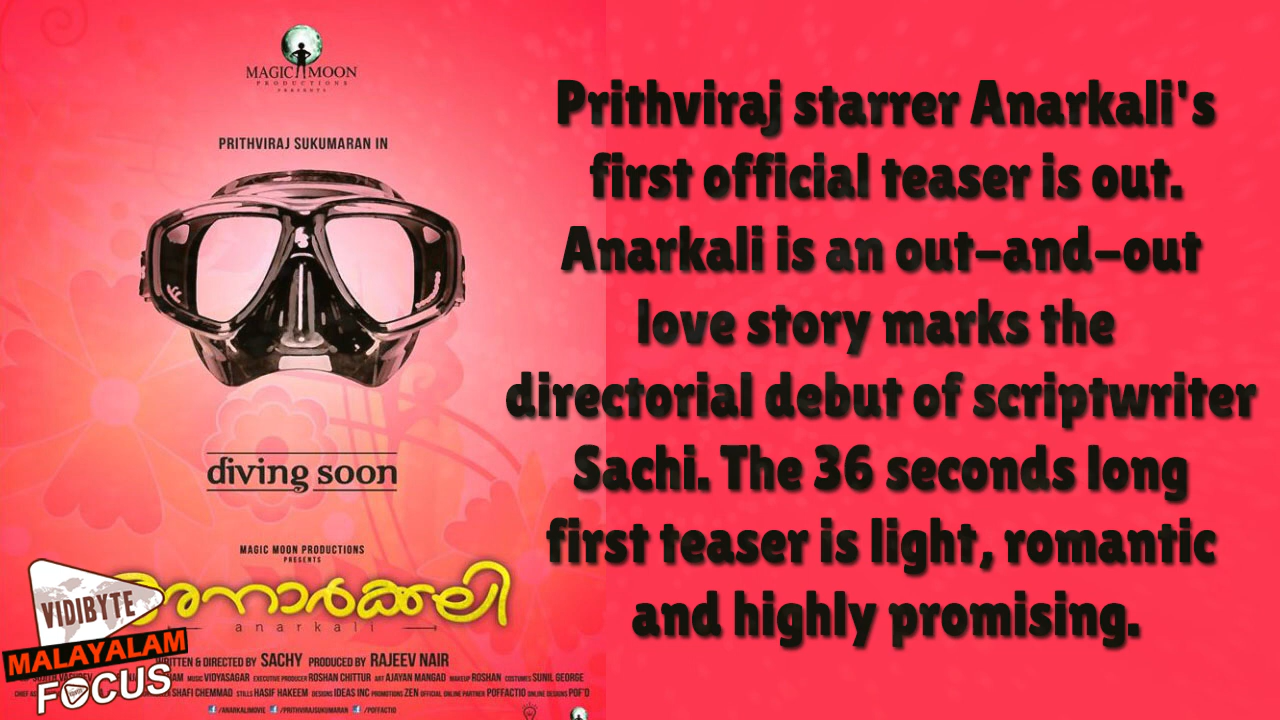 MAGIC MOON
PRODUCTIONS
PRESENTS
PRITHVIRAJ SUKUMARAN IN
diving soon
MAGIC MOON PRODUCTIONS
PRESENTS
അനാർക്കലി
anarkali
WRITTEN & DIRECTED BY SACHY PRODUCED BY RAJEEV NAIR
MUSIC VIDYASAGAR EXECUTIVE PRODUCER ROSHAN CHITTUR ART AJAYAN MANGAD MAKEUP ROSHAN COSTUMES SUNIL GEORGE
SHAFI CHEMMAD STILLS HASIF HAKEEM DESIGNS IDEAS INC PROMOTIONS ZEN OFFICIAL ONLINE PARTNER POFFACTIO ONLINE DESIGNS POF'D
/ANARKALIMOVIE /PRITHVIRAJSUKUMARAN /POFFACTIO
VIDIBYTE
MALAYALAM
FOCUS
Prithviraj starrer Anarkali's
first official teaser is out.
Anarkali is an out-and-out
love story marks the
directorial debut of scriptwriter
Sachi. The 36 seconds long
first teaser is light, romantic
and highly promising.